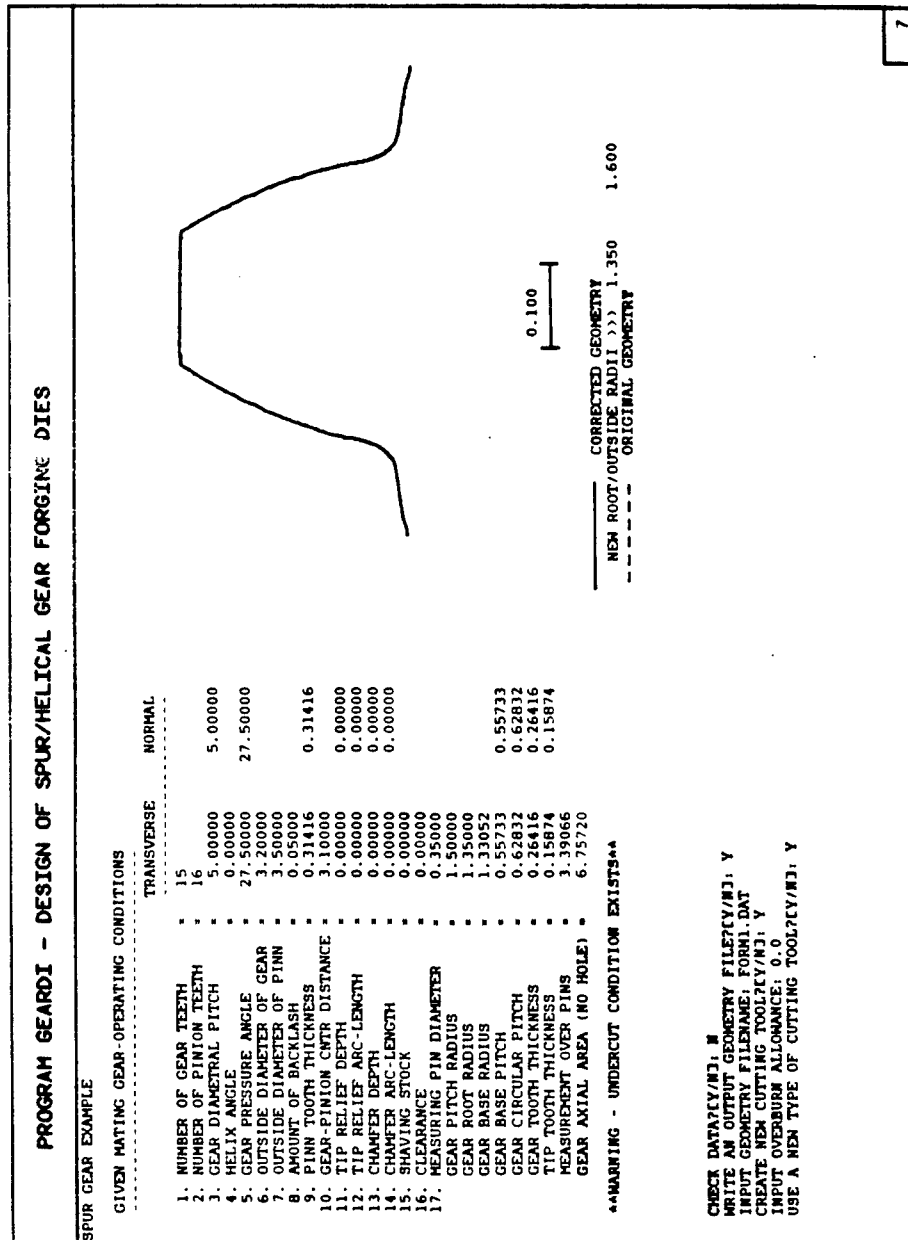 PROGRAM GEARDI - DESIGN OF SPUR/HELICAL GEAR FORGING DIES
SPUR GEAR EXAMPLE
GIVEN MATING GEAR-OPERATING CONDITIONS
TRANSVERSE NORMAL
1. NUMBER OF GEAR TEETH = 15
2. NUMBER OF PINION TEETH = 16
3. GEAR DIAMETRAL PITCH = 5.00000 5.00000
4. HELIX ANGLE = 0.00000
5. GEAR PRESSURE ANGLE = 27.50000 27.50000
6. OUTSIDE DIAMETER OF GEAR = 3.20000
7. OUTSIDE DIAMETER OF PINN = 3.50000
8. AMOUNT OF BACKLASH = 0.05000
9. PINN TOOTH THICKNESS = 0.31416 0.31416
10. GEAR-PINION CNTR DISTANCE = 3.10000
11. TIP RELIEF DEPTH = 0.00000 0.00000
12. TIP RELIEF ARC-LENGTH = 0.00000 0.00000
13. CHAMFER DEPTH = 0.00000 0.00000
14. CHAMFER ARC-LENGTH = 0.00000 0.00000
15. SHAVING STOCK = 0.00000
16. CLEARANCE = 0.00000
17. MEASURING PIN DIAMETER = 0.35000
GEAR PITCH RADIUS = 1.50000
GEAR ROOT RADIUS = 1.35000
GEAR BASE RADIUS = 1.33052
GEAR BASE PITCH = 0.55733 0.55733
GEAR CIRCULAR PITCH = 0.62832 0.62832
GEAR TOOTH THICKNESS = 0.26416 0.26416
TIP TOOTH THICKNESS = 0.15874 0.15874
MEASUREMENT OVER PINS = 3.39066
GEAR AXIAL AREA (NO HOLE) = 6.75720
**WARNING - UNDERCUT CONDITION EXISTS**
CHECK DATA?[Y/N]: N
WRITE AN OUTPUT GEOMETRY FILE?[Y/N]: Y
INPUT GEOMETRY FILENAME: FORM1.DAT
CREATE NEW CUTTING TOOL?[Y/N]: Y
INPUT OVERBURN ALLOWANCE: 0.0
USE A NEW TYPE OF CUTTING TOOL?[Y/N]: Y
0.100
CORRECTED GEOMETRY
NEW ROOT/OUTSIDE RADII >>> 1.350 1.600
ORIGINAL GEOMETRY
7